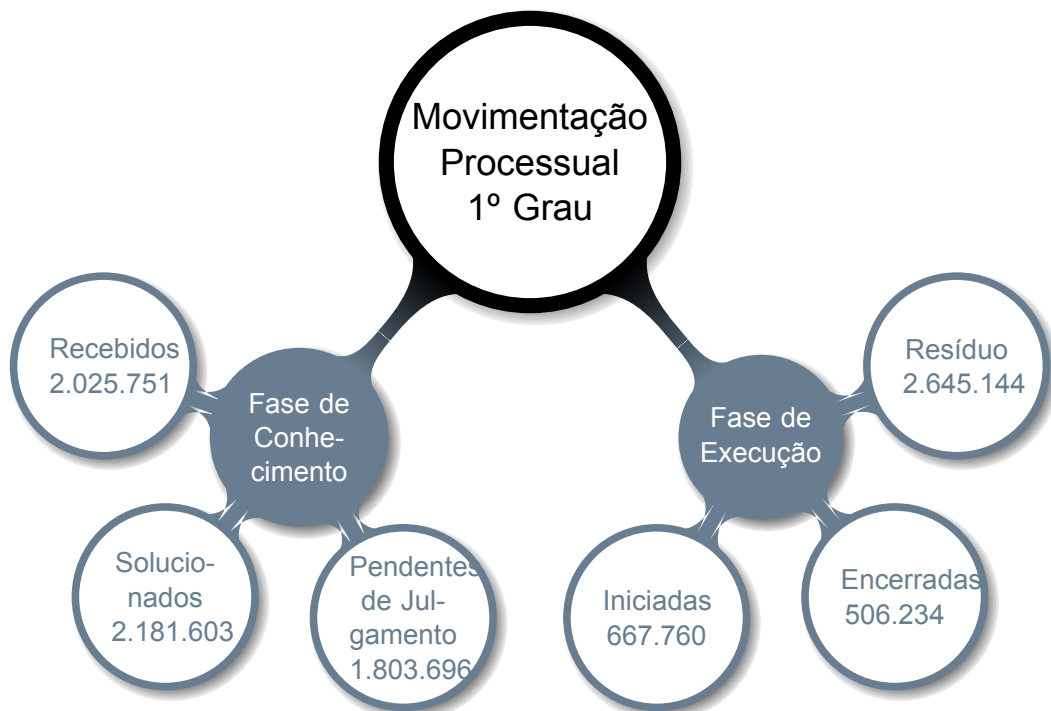 Movimentação
Processual
1º Grau
Fase de
Conhe-
cimento
Recebidos
2.025.751
Solucio-
nados
2.181.603
Pendentes
de Jul-
gamento
1.803.696
Fase de
Execução
Iniciadas
667.760
Encerradas
506.234
Resíduo
2.645.144